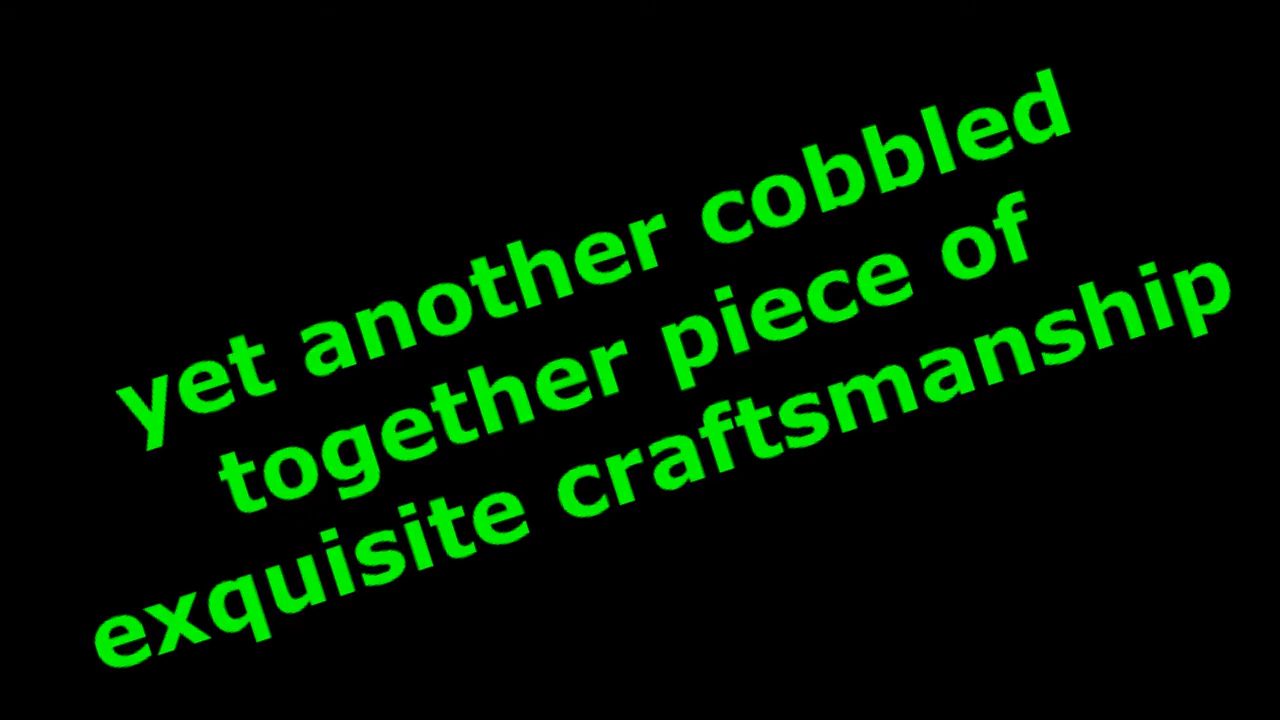 yet another cobbled
together piece of
exquisite craftsmanship